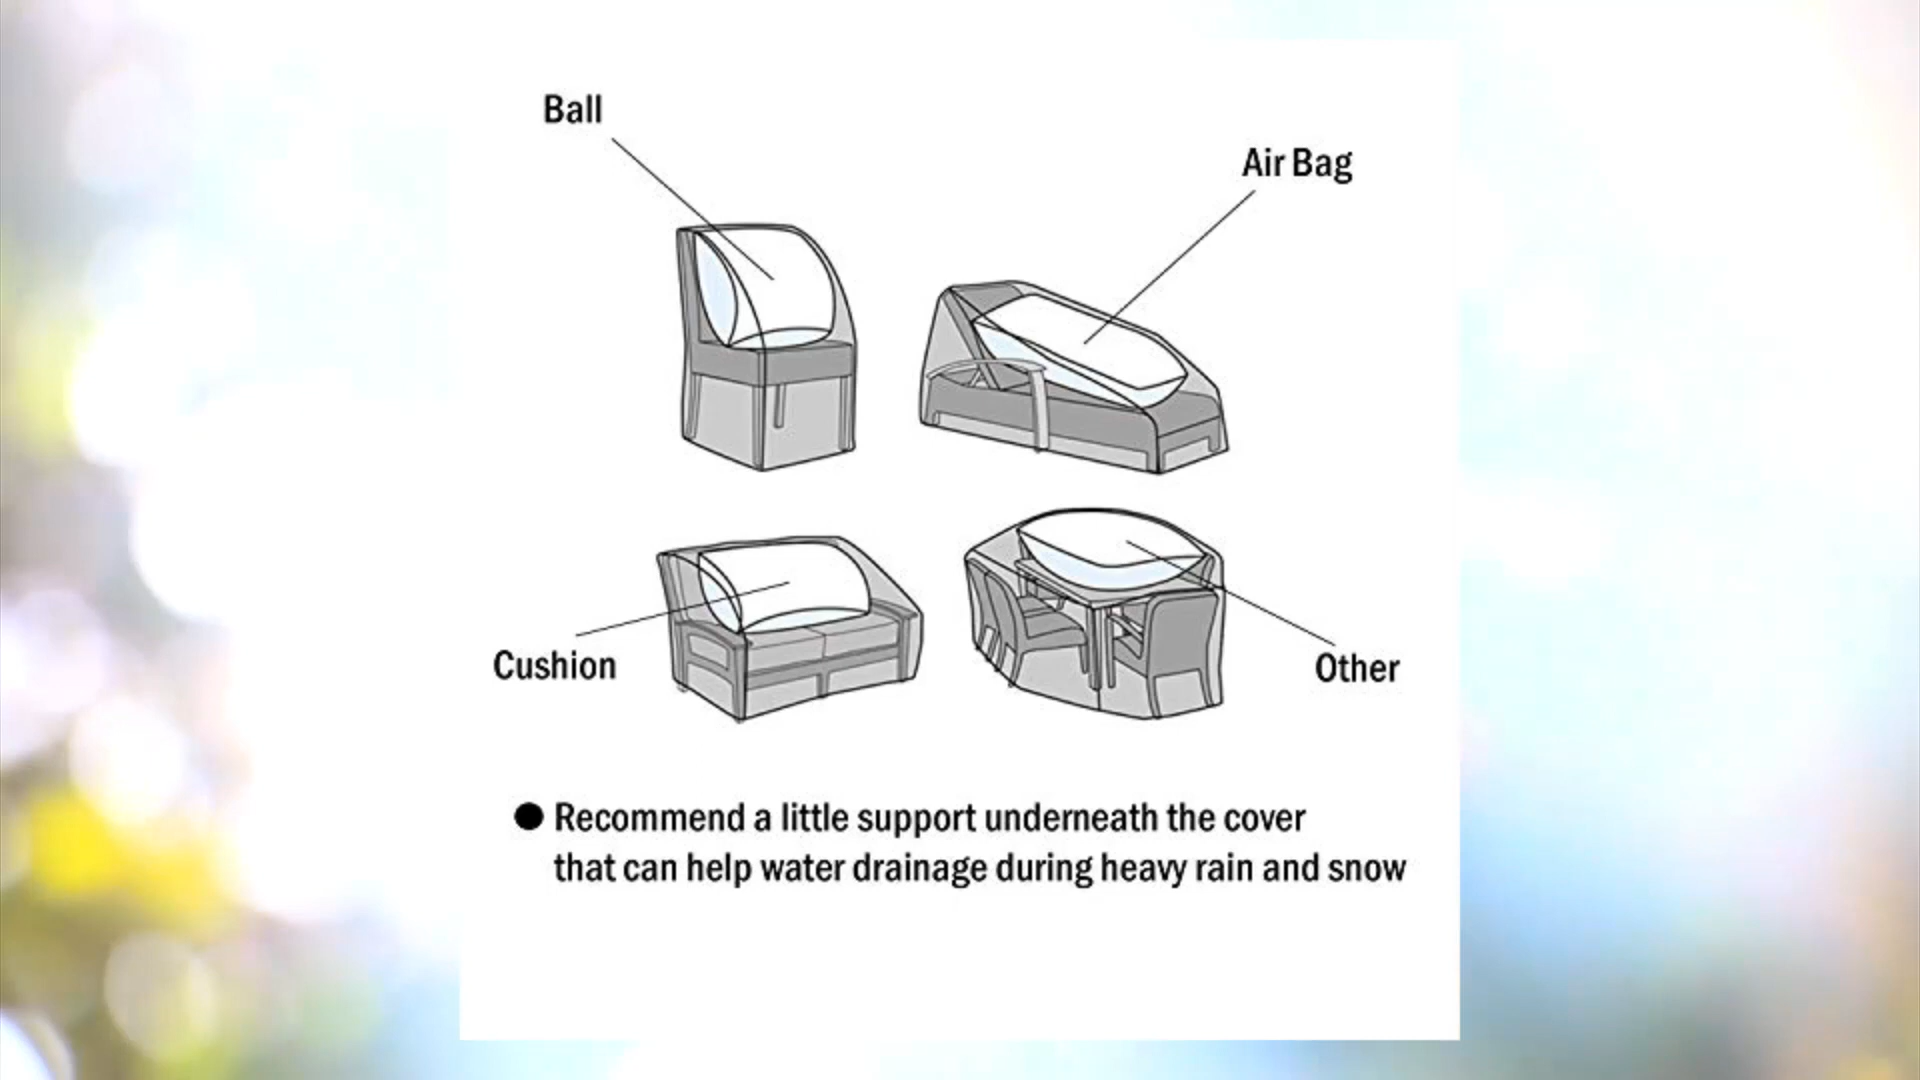 Ball
Air Bag
Cushion
Other
Recommend a little support underneath the cover
that can help water drainage during heavy rain and snow